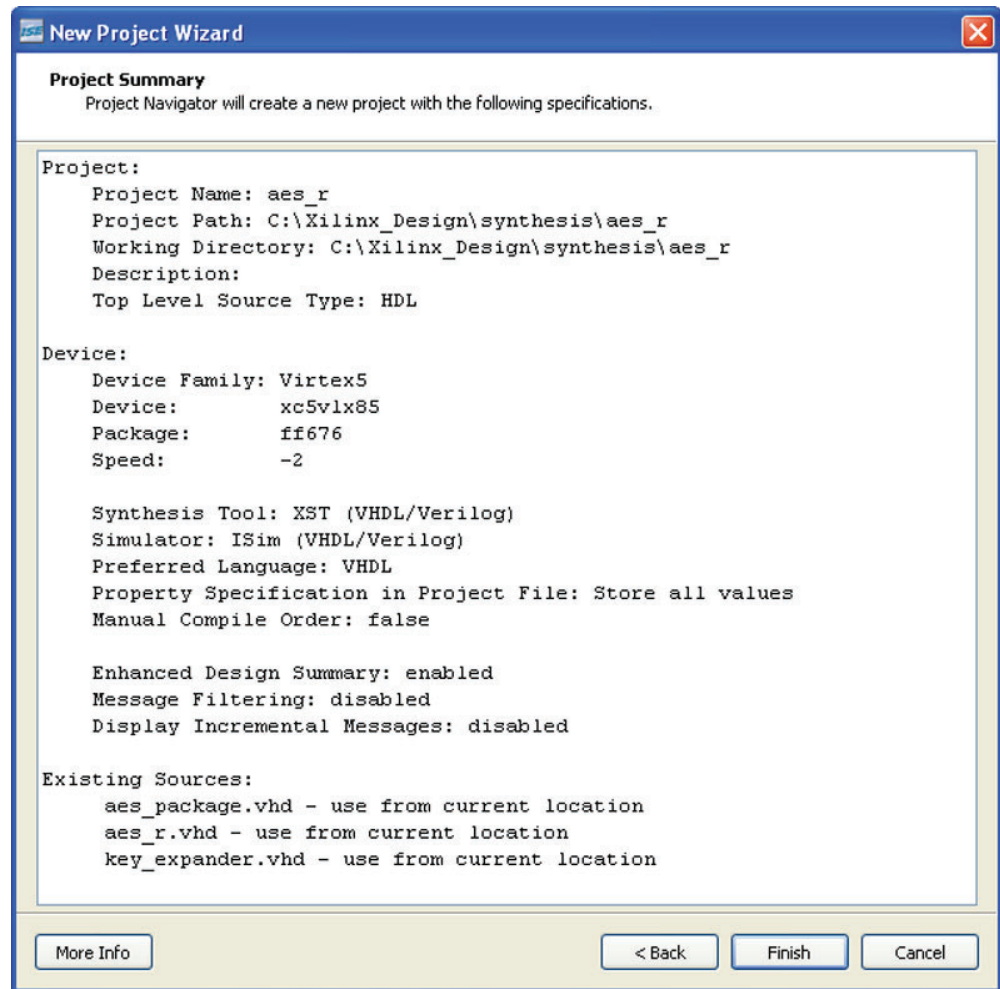 ISE New Project Wizard
Project Summary
Project Navigator will create a new project with the following specifications.
Project:
Project Name: aes_r
Project Path: C:\Xilinx_Design\synthesis\aes_r
Working Directory: C:\Xilinx_Design\synthesis\aes_r
Description:
Top Level Source Type: HDL
Device:
Device Family: Virtex5
Device: xc5vlx85
Package: ff676
Speed: -2
Synthesis Tool: XST (VHDL/Verilog)
Simulator: ISim (VHDL/Verilog)
Preferred Language: VHDL
Property Specification in Project File: Store all values
Manual Compile Order: false
Enhanced Design Summary: enabled
Message Filtering: disabled
Display Incremental Messages: disabled
Existing Sources:
aes_package.vhd - use from current location
aes_r.vhd - use from current location
key_expander.vhd - use from current location
More Info < Back Finish Cancel